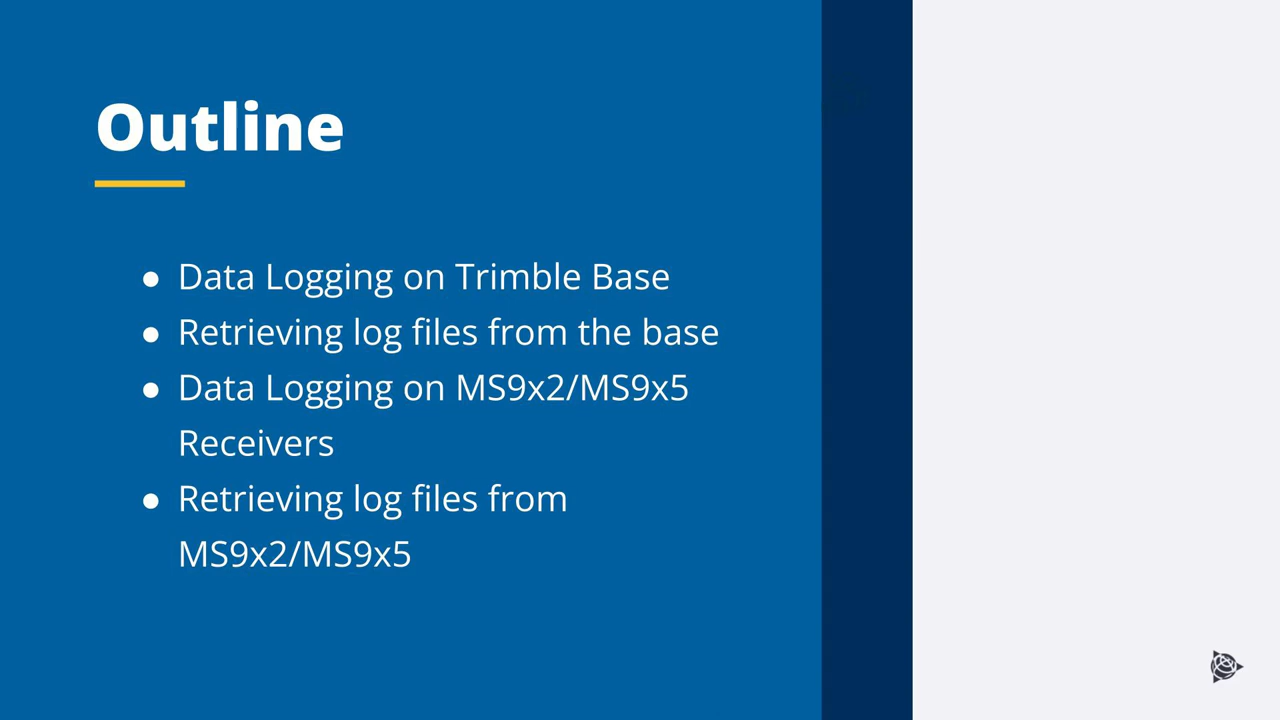 Outline
● Data Logging on Trimble Base
● Retrieving log files from the base
● Data Logging on MS9x2/MS9x5
Receivers
● Retrieving log files from
MS9x2/MS9x5